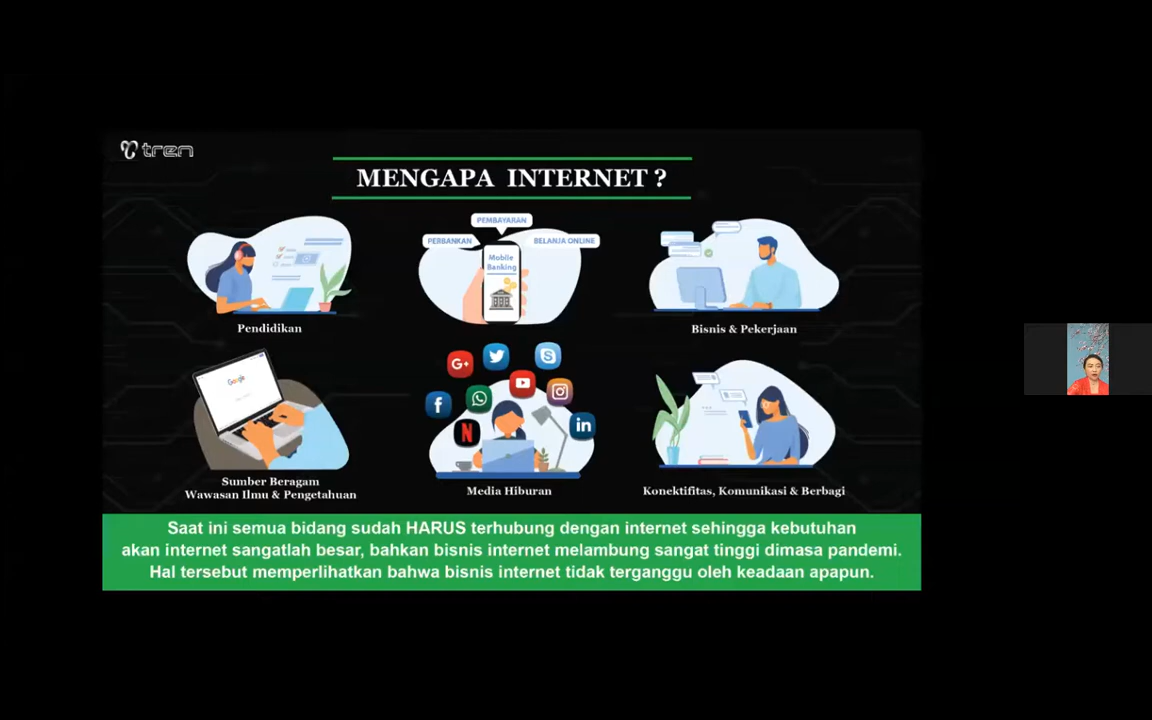 tren
MENGAPA INTERNET ?
PEMBAYARAN
PERBANKAN
BELANJA ONLINE
Mobile
Banking
Pendidikan
Bisnis & Pekerjaan
Google
G+
f
N
in
Sumber Beragam
Wawasan Ilmu & Pengetahuan
Media Hiburan
Konektifitas, Komunikasi & Berbagi
Saat ini semua bidang sudah HARUS terhubung dengan internet sehingga kebutuhan
akan internet sangatlah besar, bahkan bisnis internet melambung sangat tinggi dimasa pandemi.
Hal tersebut memperlihatkan bahwa bisnis internet tidak terganggu oleh keadaan apapun.